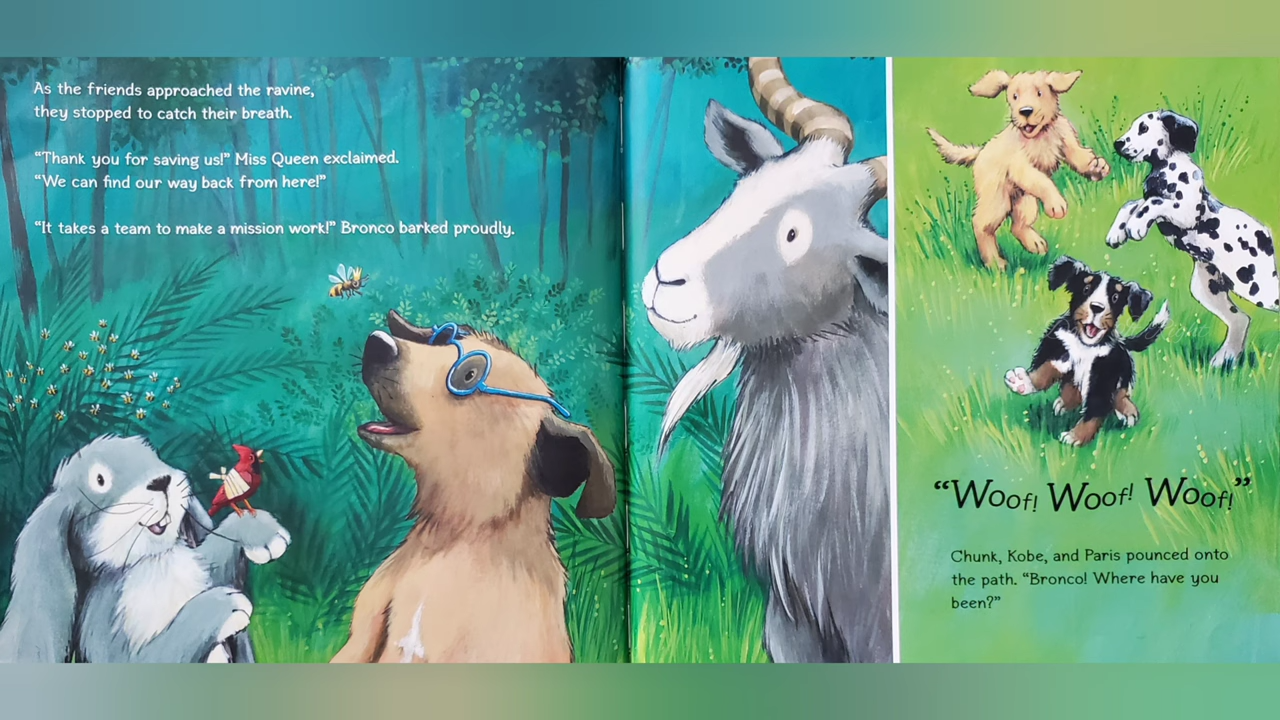 As the friends approached the ravine,
they stopped to catch their breath.
“Thank you for saving us!” Miss Queen exclaimed.
“We can find our way back from here!”
“It takes a team to make a mission work!” Bronco barked proudly.
“Woof! Woof! Woof!”
Chunk, Kobe, and Paris pounced onto
the path. “Bronco! Where have you
been?”